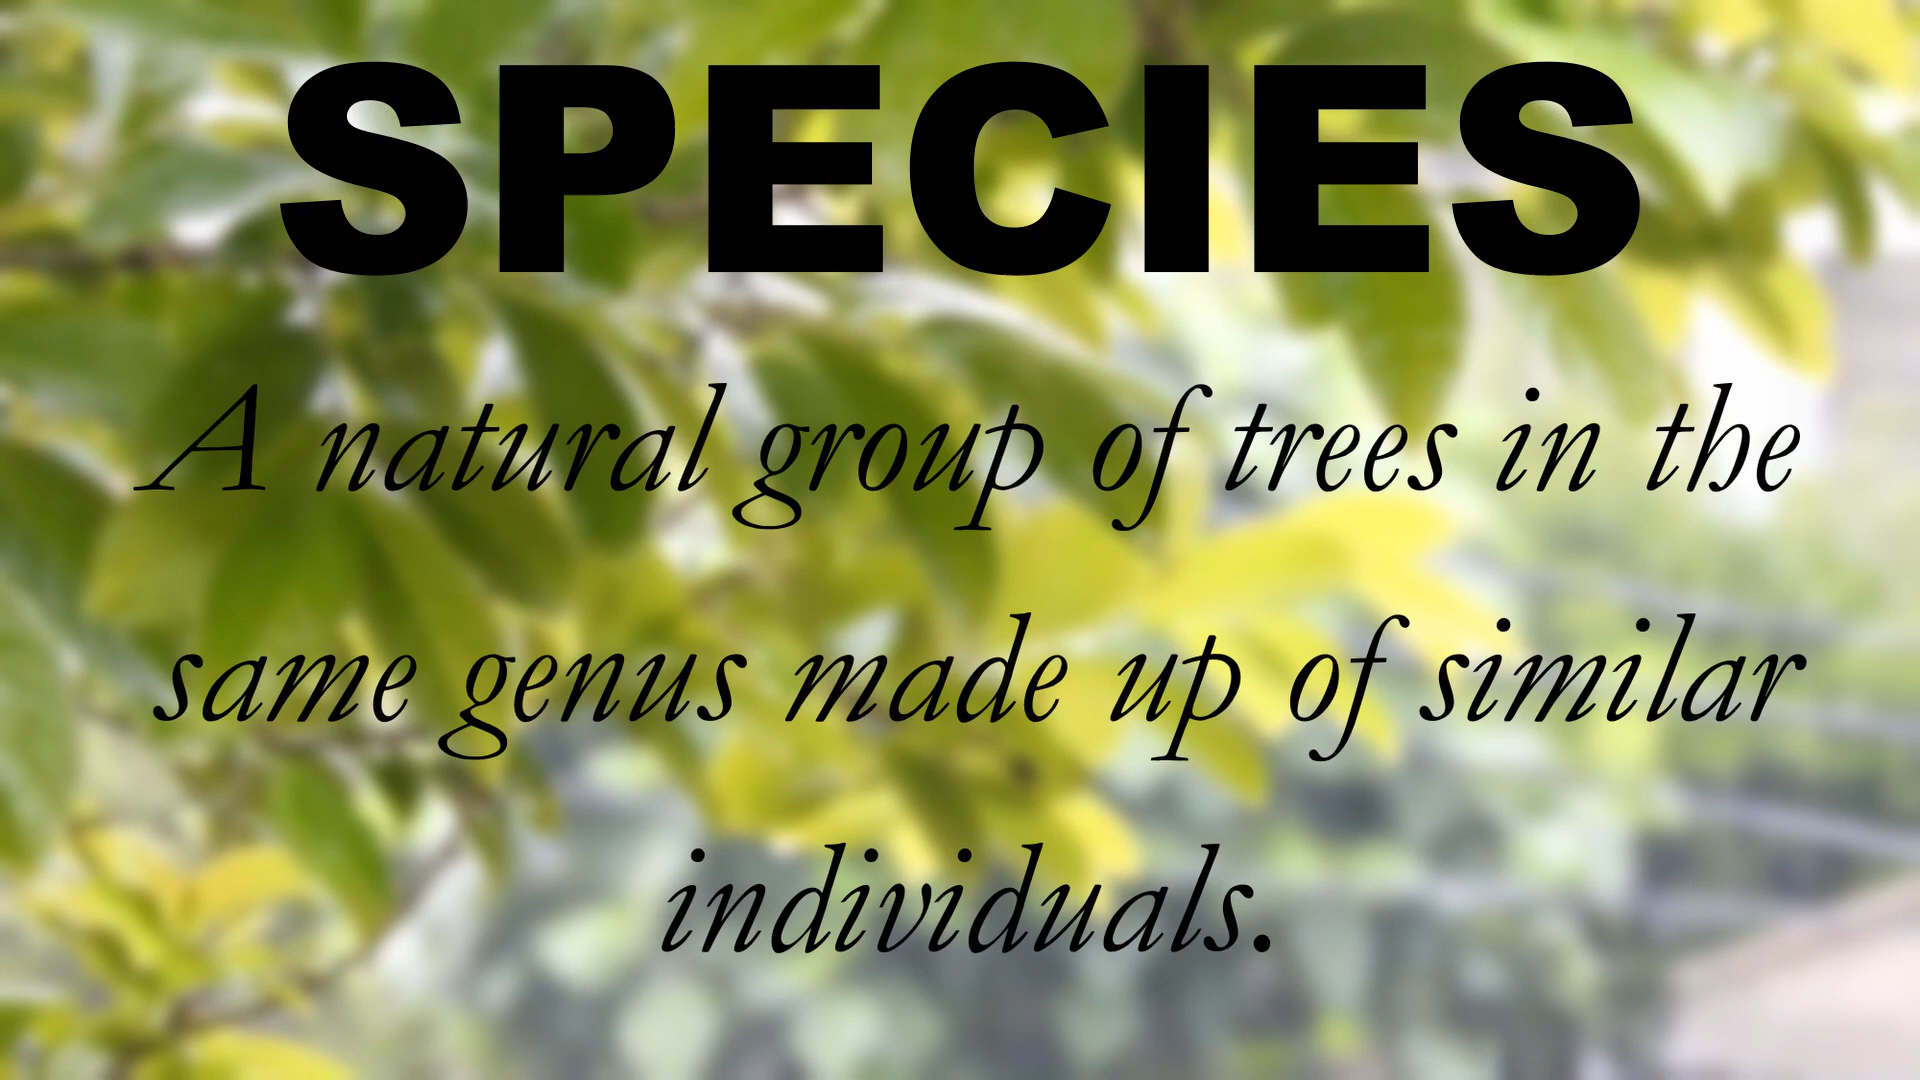 SPECIES
A natural group of trees in the
same genus made up of similar
individuals.